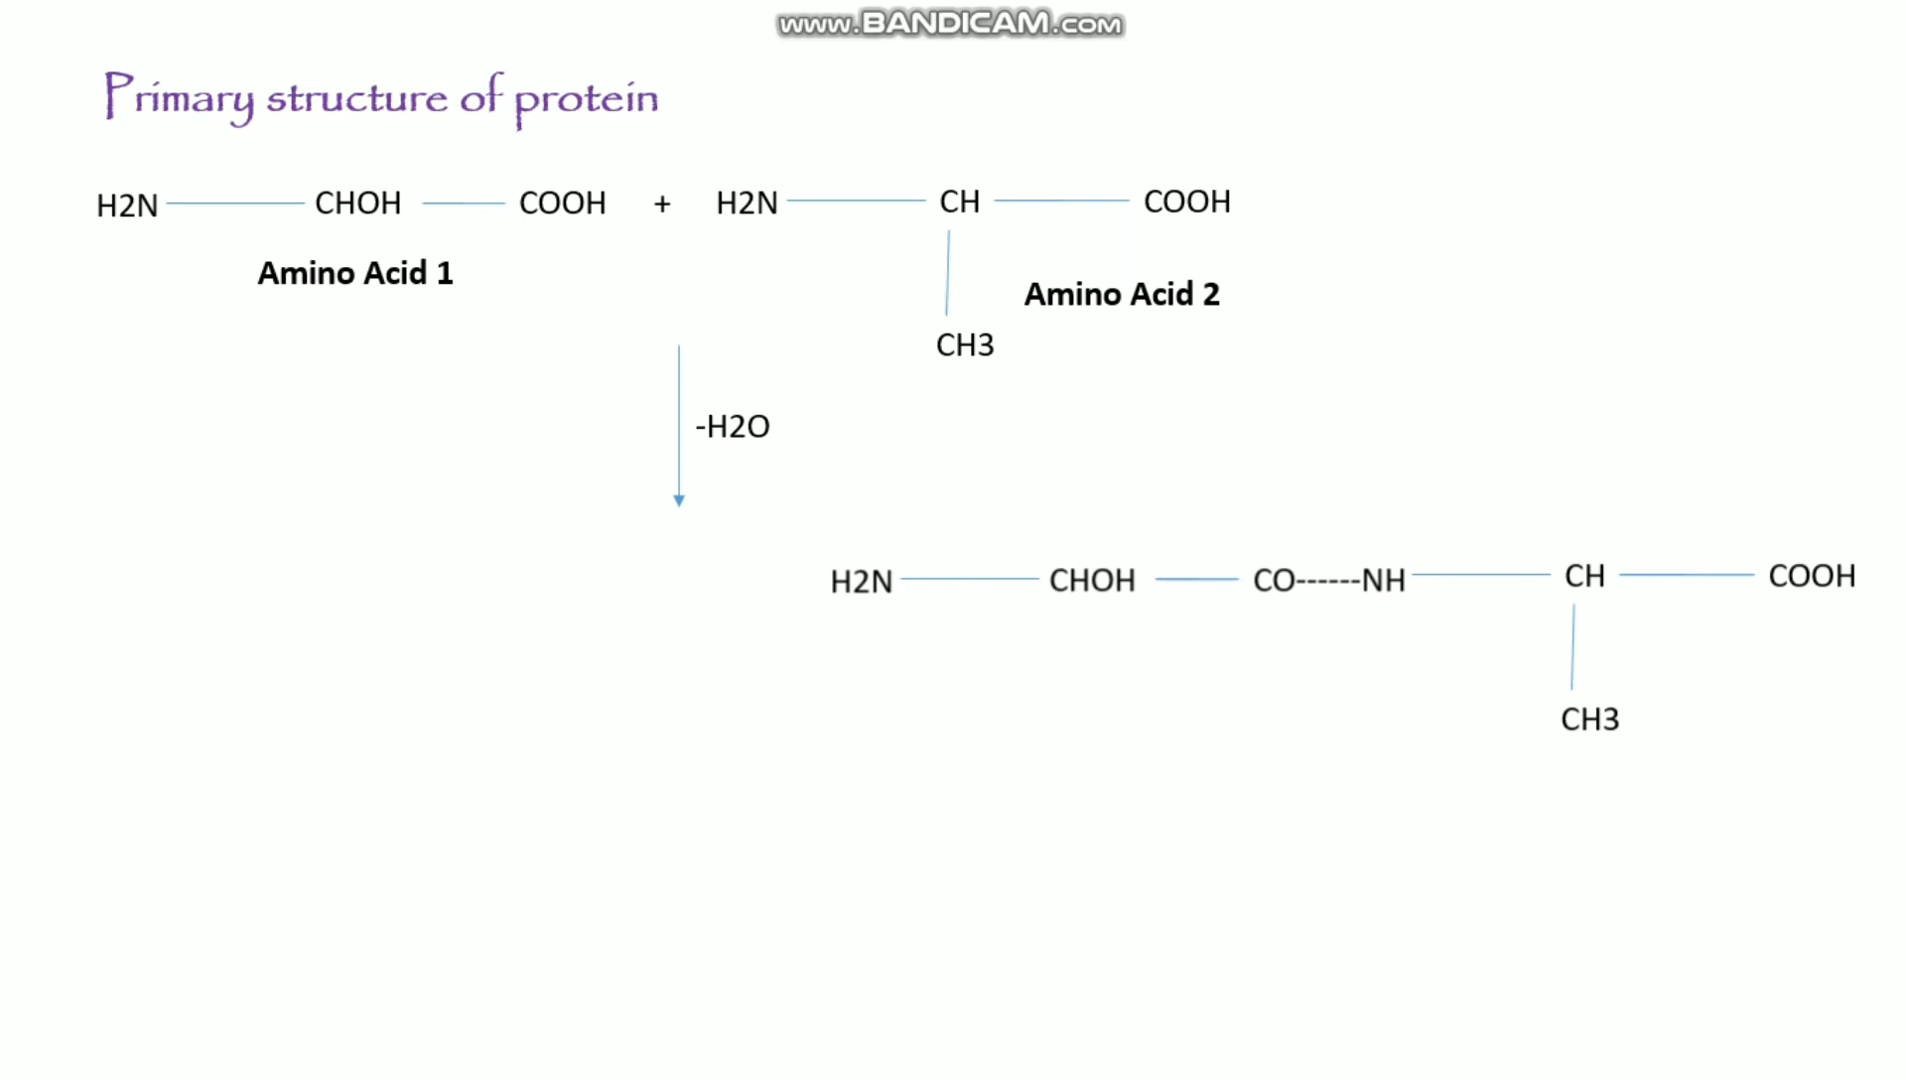 www.BANDICAM.com
Primary structure of protein
H2N CHOH COOH + H2N CH COOH
Amino Acid 1
Amino Acid 2
CH3
-H2O
H2N CHOH CO------NH CH COOH
CH3